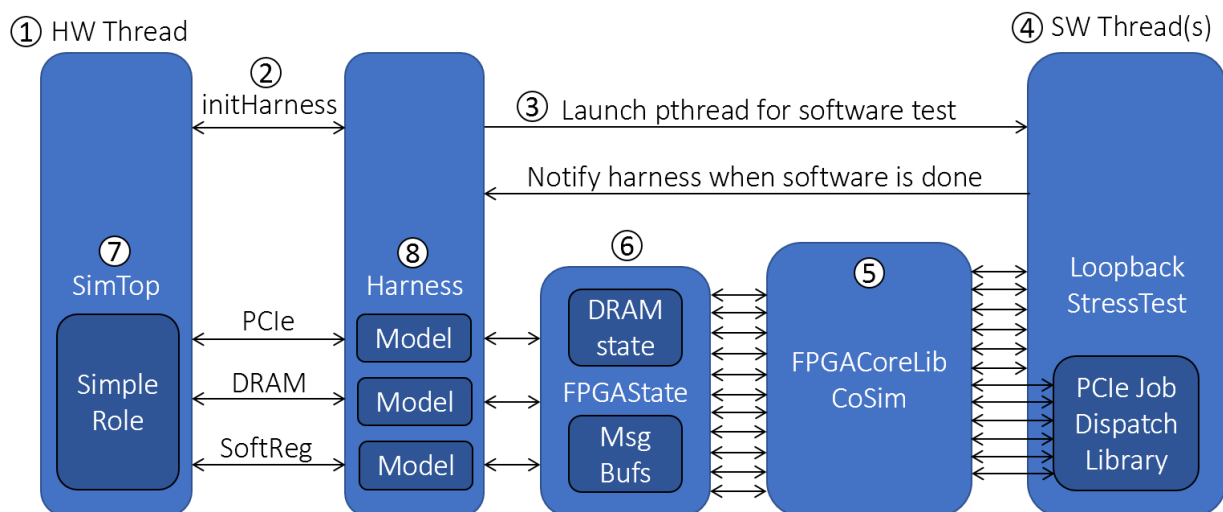 ① HW Thread
④ SW Thread(s)
②
initHarness
③ Launch pthread for software test
Notify harness when software is done
⑦
SimTop
⑧
Harness
⑥
⑤
Loopback
StressTest
PCIe
DRAM
SoftReg
Simple
Role
Model
Model
Model
DRAM
state
FPGAState
Msg
Bufs
FPGACoreLib
CoSim
PCIe Job
Dispatch
Library